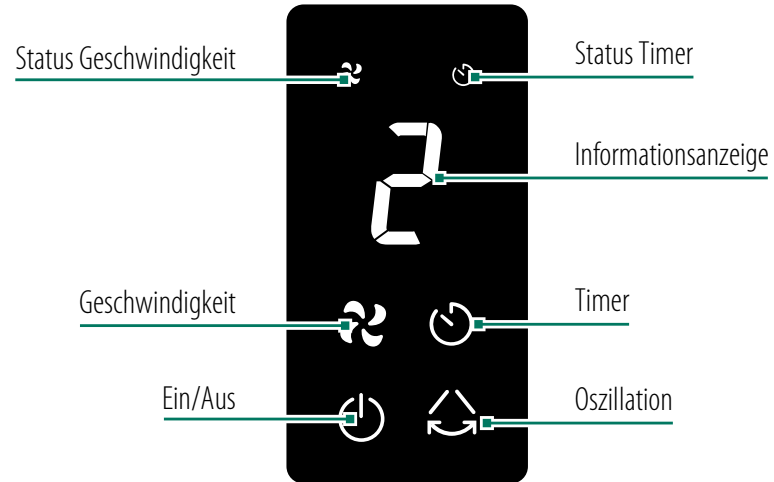 Status Geschwindigkeit
Status Timer
2
Informationsanzeige
Geschwindigkeit
Timer
Ein/Aus
Oszillation